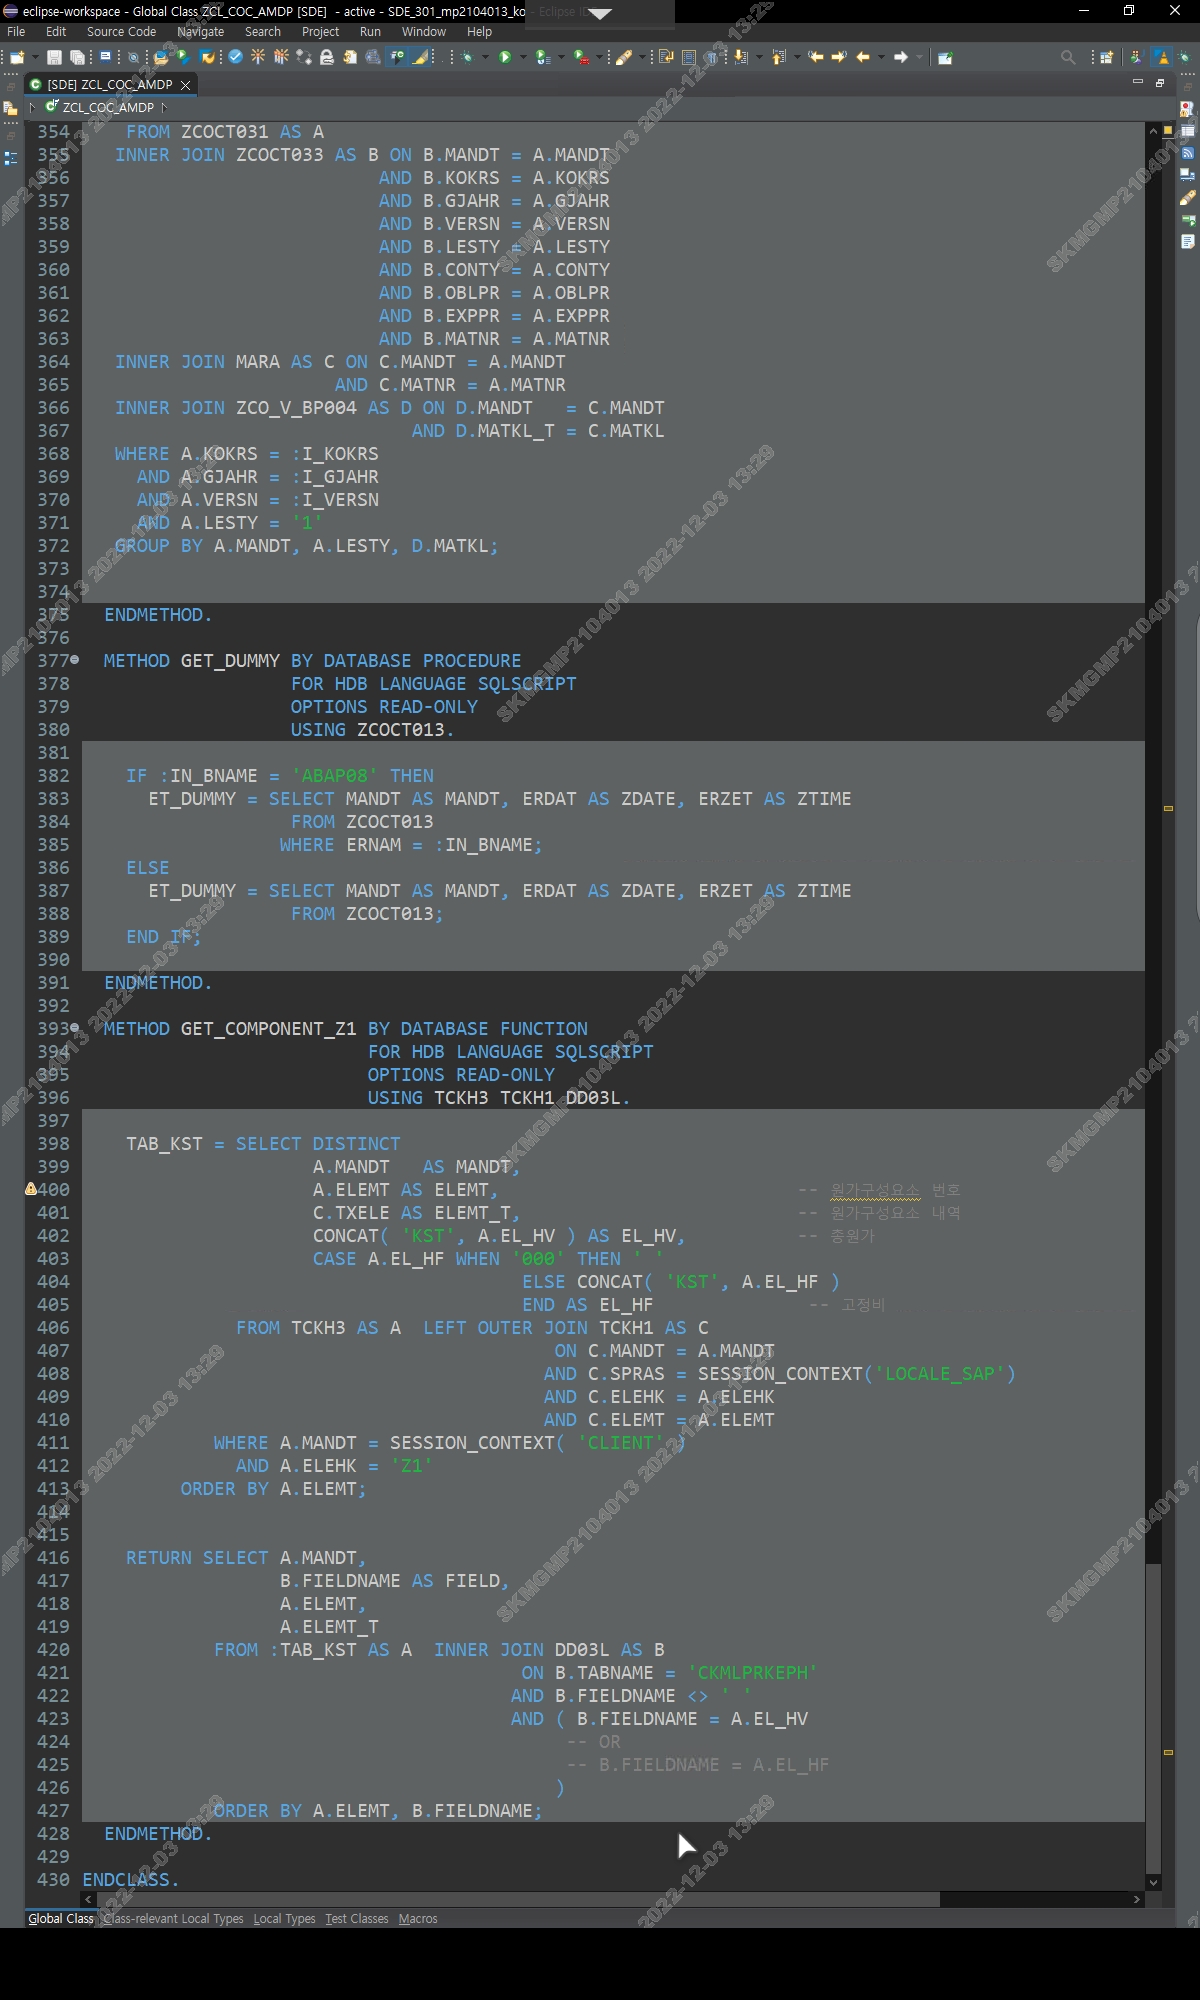 eclipse-workspace - Global Class ZCL_COC_AMDP [SDE] - active - SDE_301_mp2104013_ko - Eclipse IDE
File Edit Navigate Search Project Run Window Help
[SDE] ZCL_COC_AMDP
ZCL_COC_AMDP
354 FROM ZCOCT031 AS A
355 INNER JOIN ZCOCT033 AS B ON B.MANDT = A.MANDT
356 AND B.KOKRS = A.KOKRS
357 AND B.GJAHR = A.GJAHR
358 AND B.VERSN = A.VERSN
359 AND B.LESTY = A.LESTY
360 AND B.CONTY = A.CONTY
361 AND B.OBLPR = A.OBLPR
362 AND B.EXPPR = A.EXPPR
363 AND B.MATNR = A.MATNR
364 INNER JOIN MARA AS C ON C.MANDT = A.MANDT
365 AND C.MATNR = A.MATNR
366 INNER JOIN ZCO_V_BP004 AS D ON D.MANDT = C.MANDT
367 AND D.MATKL_T = C.MATKL
368 WHERE A.KOKRS = :I_KOKRS
369 AND A.GJAHR = :I_GJAHR
370 AND A.VERSN = :I_VERSN
371 AND A.LESTY = '1'
372 GROUP BY A.MANDT, A.LESTY, D.MATKL;
373
374
375 ENDMETHOD.
376
377 METHOD GET_DUMMY BY DATABASE PROCEDURE
378 FOR HDB LANGUAGE SQLSCRIPT
379 OPTIONS READ-ONLY
380 USING ZCOCT013.
381
382 IF :IN_BNAME = 'ABAP08' THEN
383 ET_DUMMY = SELECT MANDT AS MANDT, ERDAT AS ZDATE, ERZET AS ZTIME
384 FROM ZCOCT013
385 WHERE ERNAM = :IN_BNAME;
386 ELSE
387 ET_DUMMY = SELECT MANDT AS MANDT, ERDAT AS ZDATE, ERZET AS ZTIME
388 FROM ZCOCT013;
389 END IF;
390
391 ENDMETHOD.
392
393 METHOD GET_COMPONENT_Z1 BY DATABASE FUNCTION
394 FOR HDB LANGUAGE SQLSCRIPT
395 OPTIONS READ-ONLY
396 USING TCKH3 TCKH1 DD03L.
397
398 TAB_KST = SELECT DISTINCT
399 A.MANDT AS MANDT,
400 A.ELEMT AS ELEMT, -- 원가구성요소 번호
401 C.TXELE AS ELEMT_T, -- 원가구성요소 내역
402 CONCAT( 'KST', A.EL_HV ) AS EL_HV, -- 총원가
403 CASE A.EL_HF WHEN '000' THEN ' '
404 ELSE CONCAT( 'KST', A.EL_HF )
405 END AS EL_HF -- 고정비
406 FROM TCKH3 AS A LEFT OUTER JOIN TCKH1 AS C
407 ON C.MANDT = A.MANDT
408 AND C.SPRAS = SESSION_CONTEXT('LOCALE_SAP')
409 AND C.ELEHK = A.ELEHK
410 AND C.ELEMT = A.ELEMT
411 WHERE A.MANDT = SESSION_CONTEXT( 'CLIENT' )
412 AND A.ELEHK = 'Z1'
413 ORDER BY A.ELEMT;
414
415
416 RETURN SELECT A.MANDT,
417 B.FIELDNAME AS FIELD,
418 A.ELEMT,
419 A.ELEMT_T
420 FROM :TAB_KST AS A INNER JOIN DD03L AS B
421 ON B.TABNAME = 'CKMLPRKEPH'
422 AND B.FIELDNAME <> ' '
423 AND ( B.FIELDNAME = A.EL_HV
424 -- OR
425 -- B.FIELDNAME = A.EL_HF
426 )
427 ORDER BY A.ELEMT, B.FIELDNAME;
428 ENDMETHOD.
429
430 ENDCLASS.
Global Class Class-relevant Local Types Local Types Test Classes Macros
SKMGMP2104013 2022-12-03 13:29